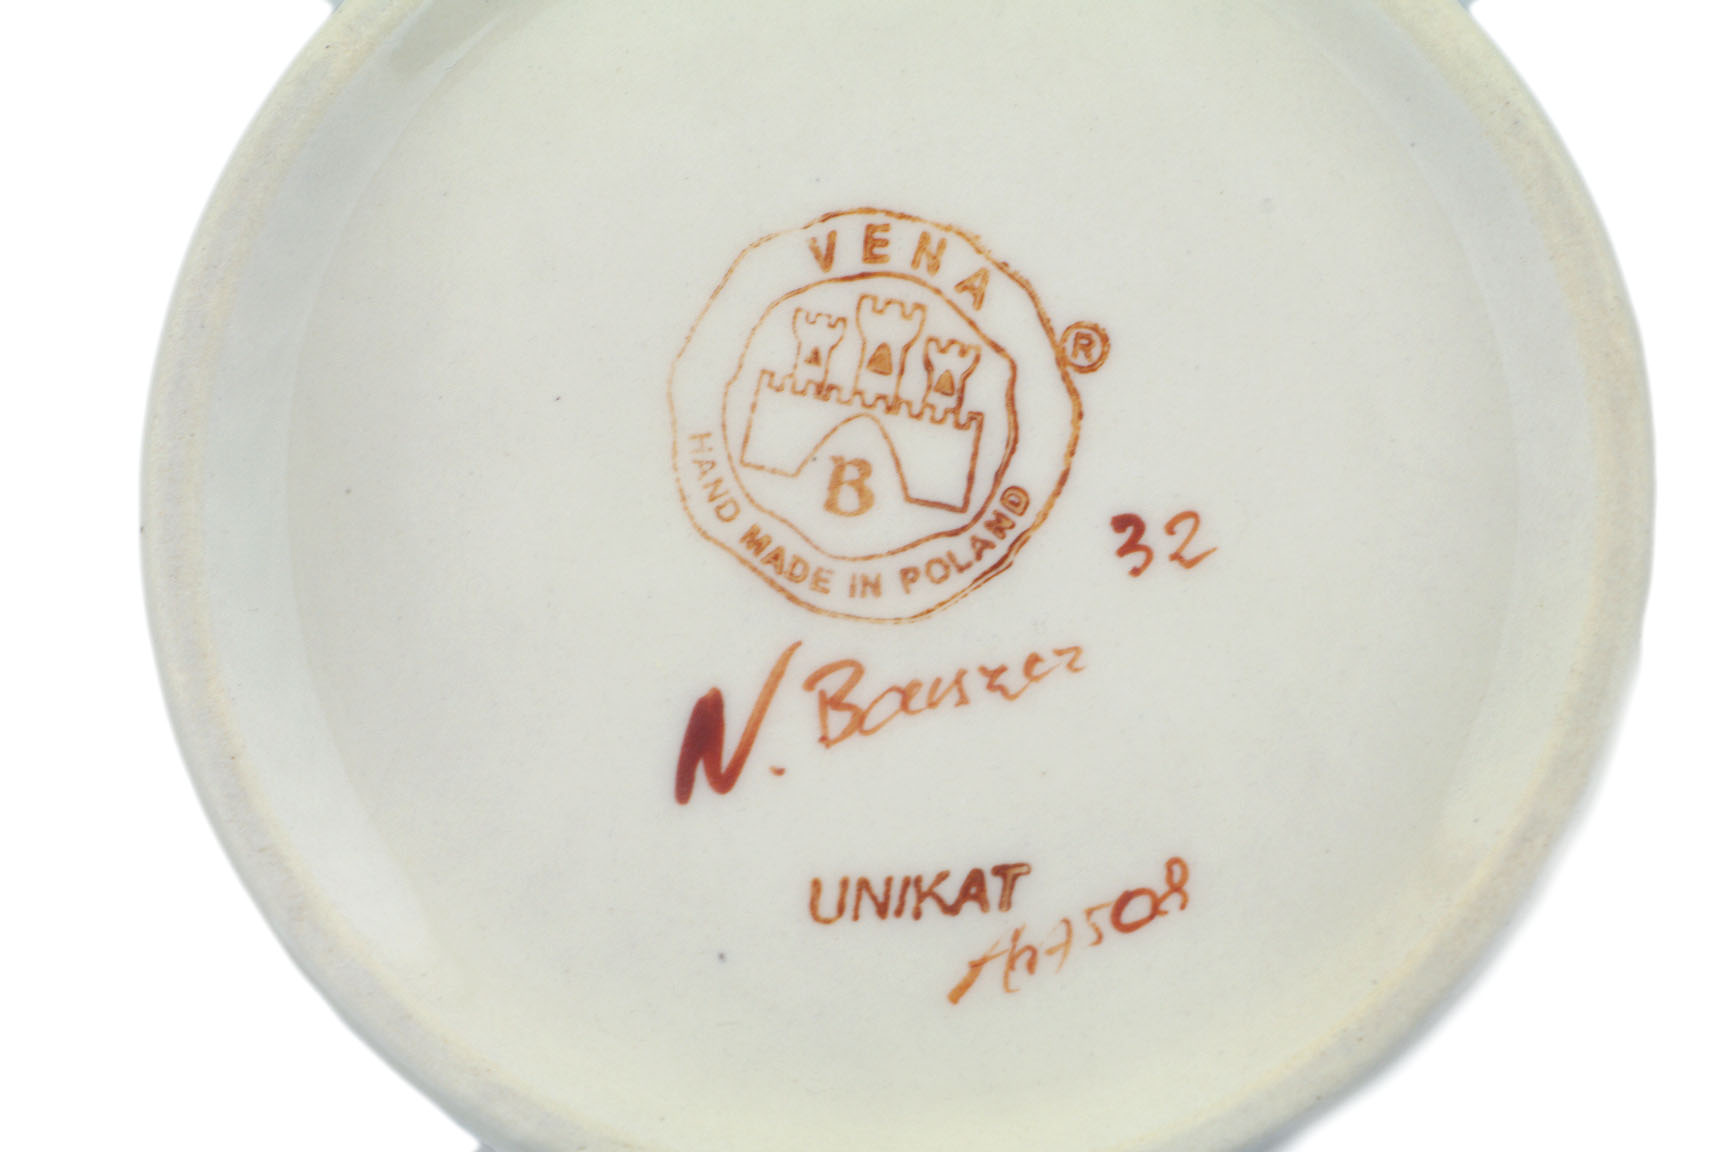 VENA
®
B
HAND MADE IN POLAND
32
N.
UNIKAT